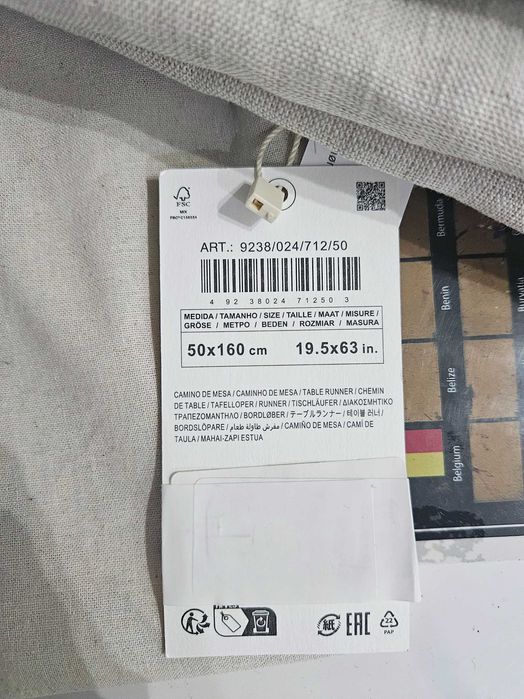 FSC
MIX
ART.: 9238/024/712/50
4 92 38024 71250 3
MEDIDA / TAMANHO / SIZE / TAILLE / MAAT / MISURE /
GRÖSE / ΜΕΤΡΟ / BEDEN / ROZMIAR / MASURA
50x160 cm 19.5x63 in.
CAMINO DE MESA / CAMINHO DE MESA / TABLE RUNNER / CHEMIN
DE TABLE / TAFELLOPER / RUNNER / TISCHLÄUFER / ΔΙΑΚΟΣΜΗΤΙΚΟ
ΤΡΑΠΕΖΟΜΑΝΤΗΛΟ / BORDLØBER / テーブルランナー / 테이블 러너 /
BORDSLÖPARE / مفرش طاولة طعام / CAMIÑO DE MESA / CAMÍ DE
TAULA / MAHAI-ZAPI ESTUA
紙
EAC
22
PAP
Bermuda
Benin
Belize
Belgium